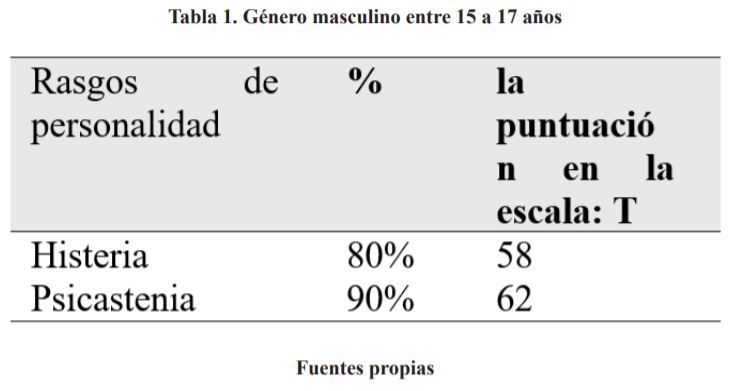 Tabla 1. Género masculino entre 15 a 17 años
Rasgos de % la
personalidad puntuació
n en la
escala: T
Histeria 80% 58
Psicastenia 90% 62
Fuentes propias